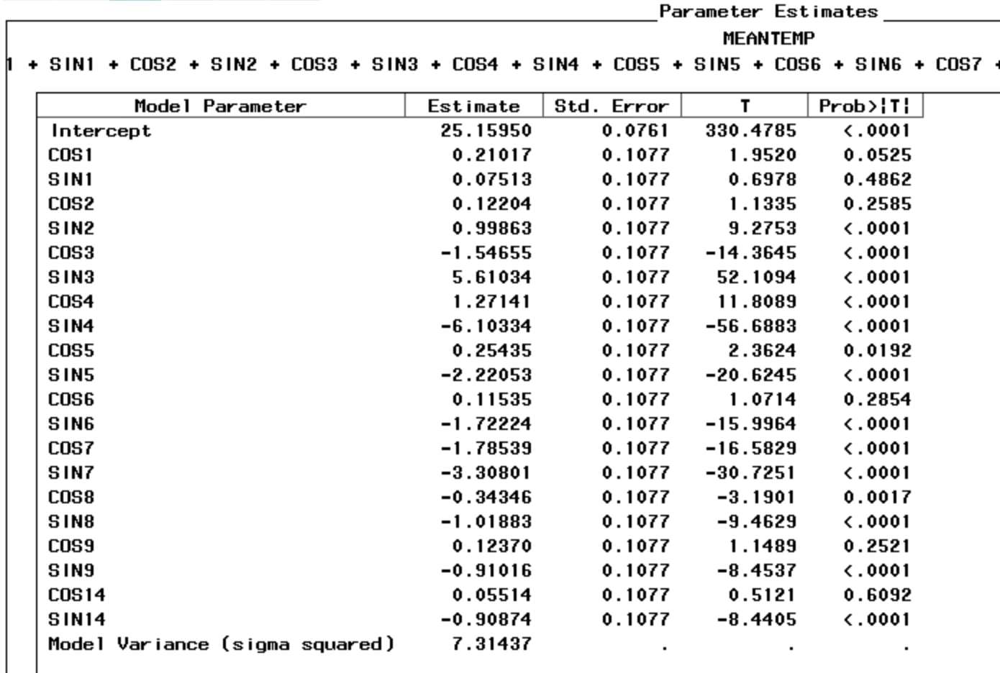 Parameter Estimates
MEANTEMP
1 + SIN1 + COS2 + SIN2 + COS3 + SIN3 + COS4 + SIN4 + COS5 + SIN5 + COS6 + SIN6 + COS7 +
Model Parameter Estimate Std. Error T Prob>|T|
Intercept 25.15950 0.0761 330.4785 <.0001
COS1 0.21017 0.1077 1.9520 0.0525
SIN1 0.07513 0.1077 0.6978 0.4862
COS2 0.12204 0.1077 1.1335 0.2585
SIN2 0.99863 0.1077 9.2753 <.0001
COS3 -1.54655 0.1077 -14.3645 <.0001
SIN3 5.61034 0.1077 52.1094 <.0001
COS4 1.27141 0.1077 11.8089 <.0001
SIN4 -6.10334 0.1077 -56.6883 <.0001
COS5 0.25435 0.1077 2.3624 0.0192
SIN5 -2.22053 0.1077 -20.6245 <.0001
COS6 0.11535 0.1077 1.0714 0.2854
SIN6 -1.72224 0.1077 -15.9964 <.0001
COS7 -1.78539 0.1077 -16.5829 <.0001
SIN7 -3.30801 0.1077 -30.7251 <.0001
COS8 -0.34346 0.1077 -3.1901 0.0017
SIN8 -1.01883 0.1077 -9.4629 <.0001
COS9 0.12370 0.1077 1.1489 0.2521
SIN9 -0.91016 0.1077 -8.4537 <.0001
COS14 0.05514 0.1077 0.5121 0.6092
SIN14 -0.90874 0.1077 -8.4405 <.0001
Model Variance (sigma squared) 7.31437 . . .